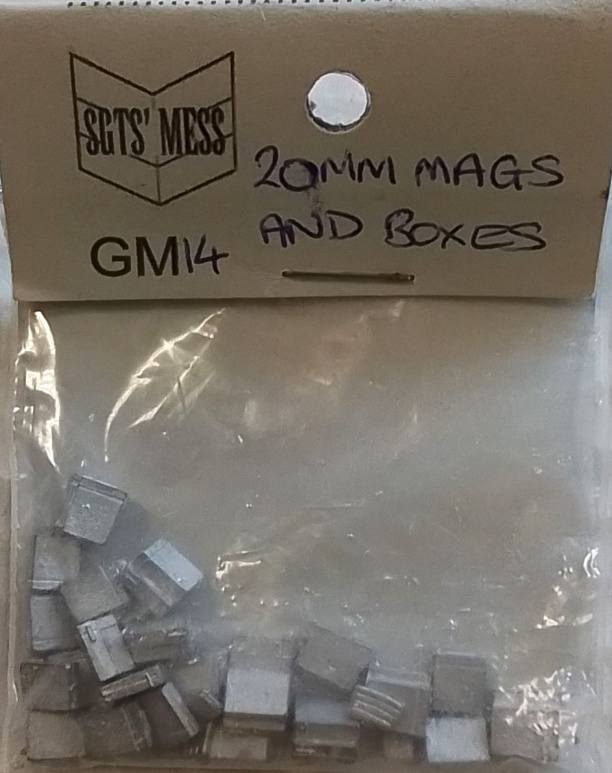 SGTS' MESS
20MM MAGS
AND BOXES
GM14